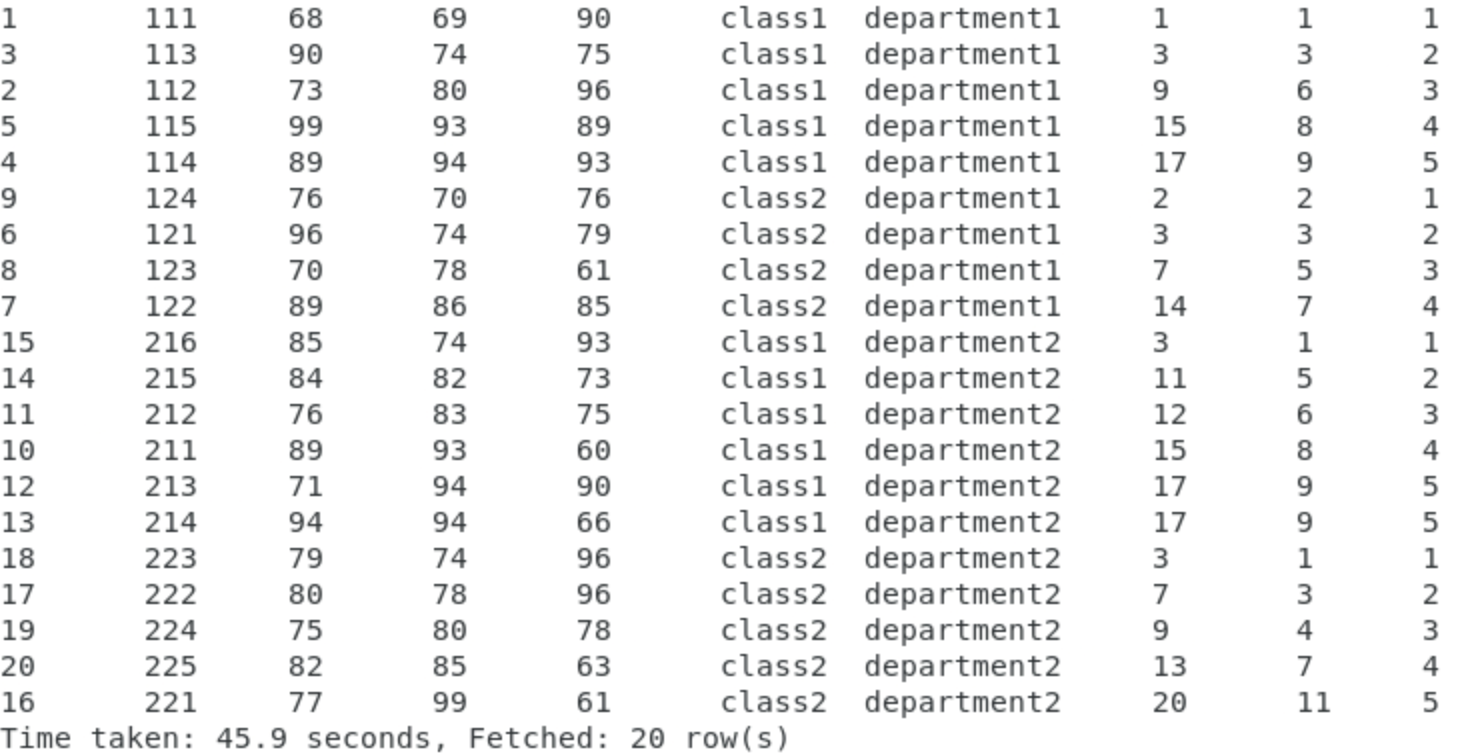 1 111 68 69 90 class1 department1 1 1 1
3 113 90 74 75 class1 department1 3 3 2
2 112 73 80 96 class1 department1 9 6 3
5 115 99 93 89 class1 department1 15 8 4
4 114 89 94 93 class1 department1 17 9 5
9 124 76 70 76 class2 department1 2 2 1
6 121 96 74 79 class2 department1 3 3 2
8 123 70 78 61 class2 department1 7 5 3
7 122 89 86 85 class2 department1 14 7 4
15 216 85 74 93 class1 department2 3 1 1
14 215 84 82 73 class1 department2 11 5 2
11 212 76 83 75 class1 department2 12 6 3
10 211 89 93 60 class1 department2 15 8 4
12 213 71 94 90 class1 department2 17 9 5
13 214 94 94 66 class1 department2 17 9 5
18 223 79 74 96 class2 department2 3 1 1
17 222 80 78 96 class2 department2 7 3 2
19 224 75 80 78 class2 department2 9 4 3
20 225 82 85 63 class2 department2 13 7 4
16 221 77 99 61 class2 department2 20 11 5
Time taken: 45.9 seconds, Fetched: 20 row(s)